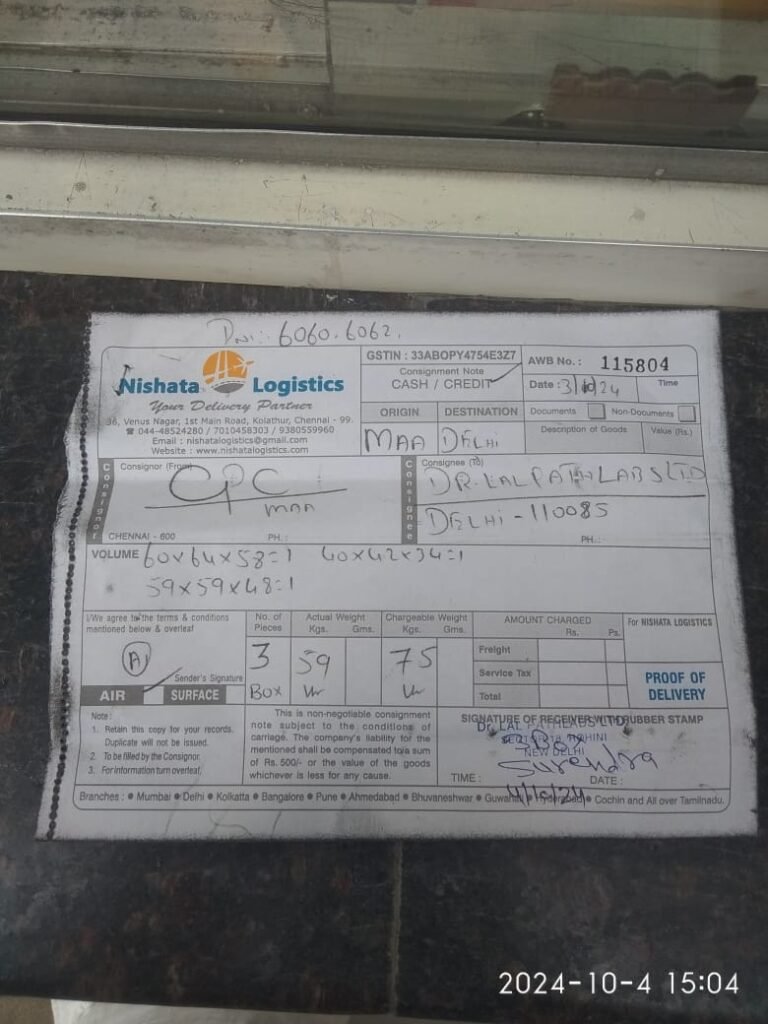 6060.6062.
Nishata Logistics
Your Delivery Partner
36, Venus Nagar, 1st Main Road, Kolathur, Chennai - 99.
☎ 044-48524280 / 7010458303 / 9380559960
Email : nishatalogistics@gmail.com
Website : www.nishatalogistics.com
GSTIN : 33ABOPY4754E3Z7
Consignment Note
CASH / CREDIT
AWB No. : 115804
Date : 3/10/24 Time
ORIGIN DESTINATION
MAA DELHI
Documents Non-Documents
Description of Goods Value (Rs.)
Consignor
Consignor (From)
CPC
MAA
CHENNAI - 600 PH. :
Consignee
Consignee (To)
DR. LAL PATH LABS LTD
DELHI - 110085
PH. :
VOLUME 60x64x58=1 40x42x34=1
59x59x48=1
I/We agree to the terms & conditions
mentioned below & overleaf
A
Sender's Signature
AIR SURFACE
No. of Pieces
3
BOX
Actual Weight
Kgs. Gms.
59
Chargeable Weight
Kgs. Gms.
75
AMOUNT CHARGED
Rs. Ps.
Freight
Service Tax
Total
For NISHATA LOGISTICS
PROOF OF
DELIVERY
Note :
1. Retain this copy for your records.
Duplicate will not be issued.
2. To be filled by the Consignor.
3. For information turn overleaf.
This is non-negotiable consignment
note subject to the conditions of
carriage. The company's liability for the
mentioned shall be compensated to a sum
of Rs. 500/- or the value of the goods
whichever is less for any cause.
SIGNATURE OF RECEIVER WITH RUBBER STAMP
Dr. LAL PATHLABS LTD
ROHINI
NEW DELHI
Surendra
TIME : DATE :
4/10/24
Branches : ● Mumbai ● Delhi ● Kolkatta ● Bangalore ● Pune ● Ahmedabad ● Bhuvaneshwar ● Guwahati ● Hyderabad ● Cochin and All over Tamilnadu.
2024-10-4 15:04